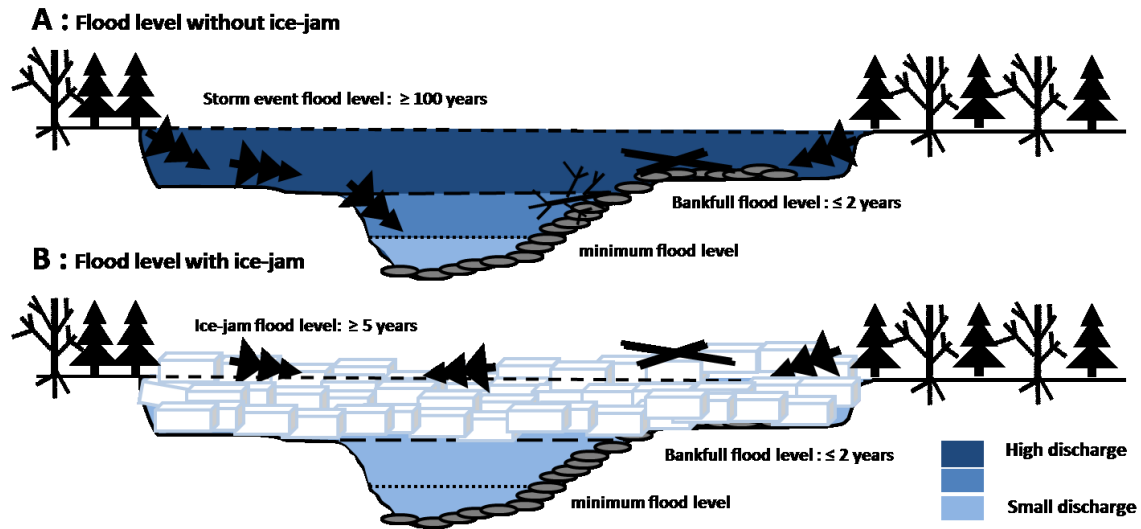 A : Flood level without ice-jam
Storm event flood level : ≥ 100 years
Bankfull flood level : ≤ 2 years
minimum flood level
B : Flood level with ice-jam
Ice-jam flood level : ≥ 5 years
Bankfull flood level : ≤ 2 years
High discharge
minimum flood level
Small discharge